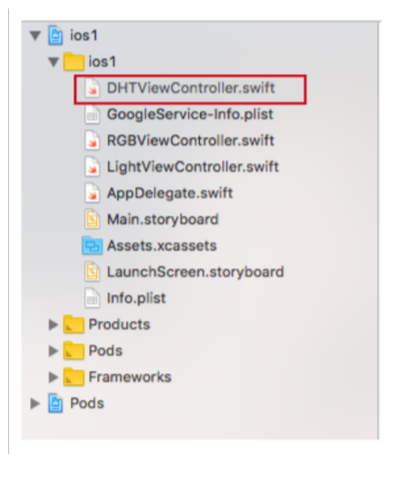 ios1
ios1
DHTViewController.swift
GoogleService-Info.plist
RGBViewController.swift
LightViewController.swift
AppDelegate.swift
Main.storyboard
Assets.xcassets
LaunchScreen.storyboard
Info.plist
Products
Pods
Frameworks
Pods